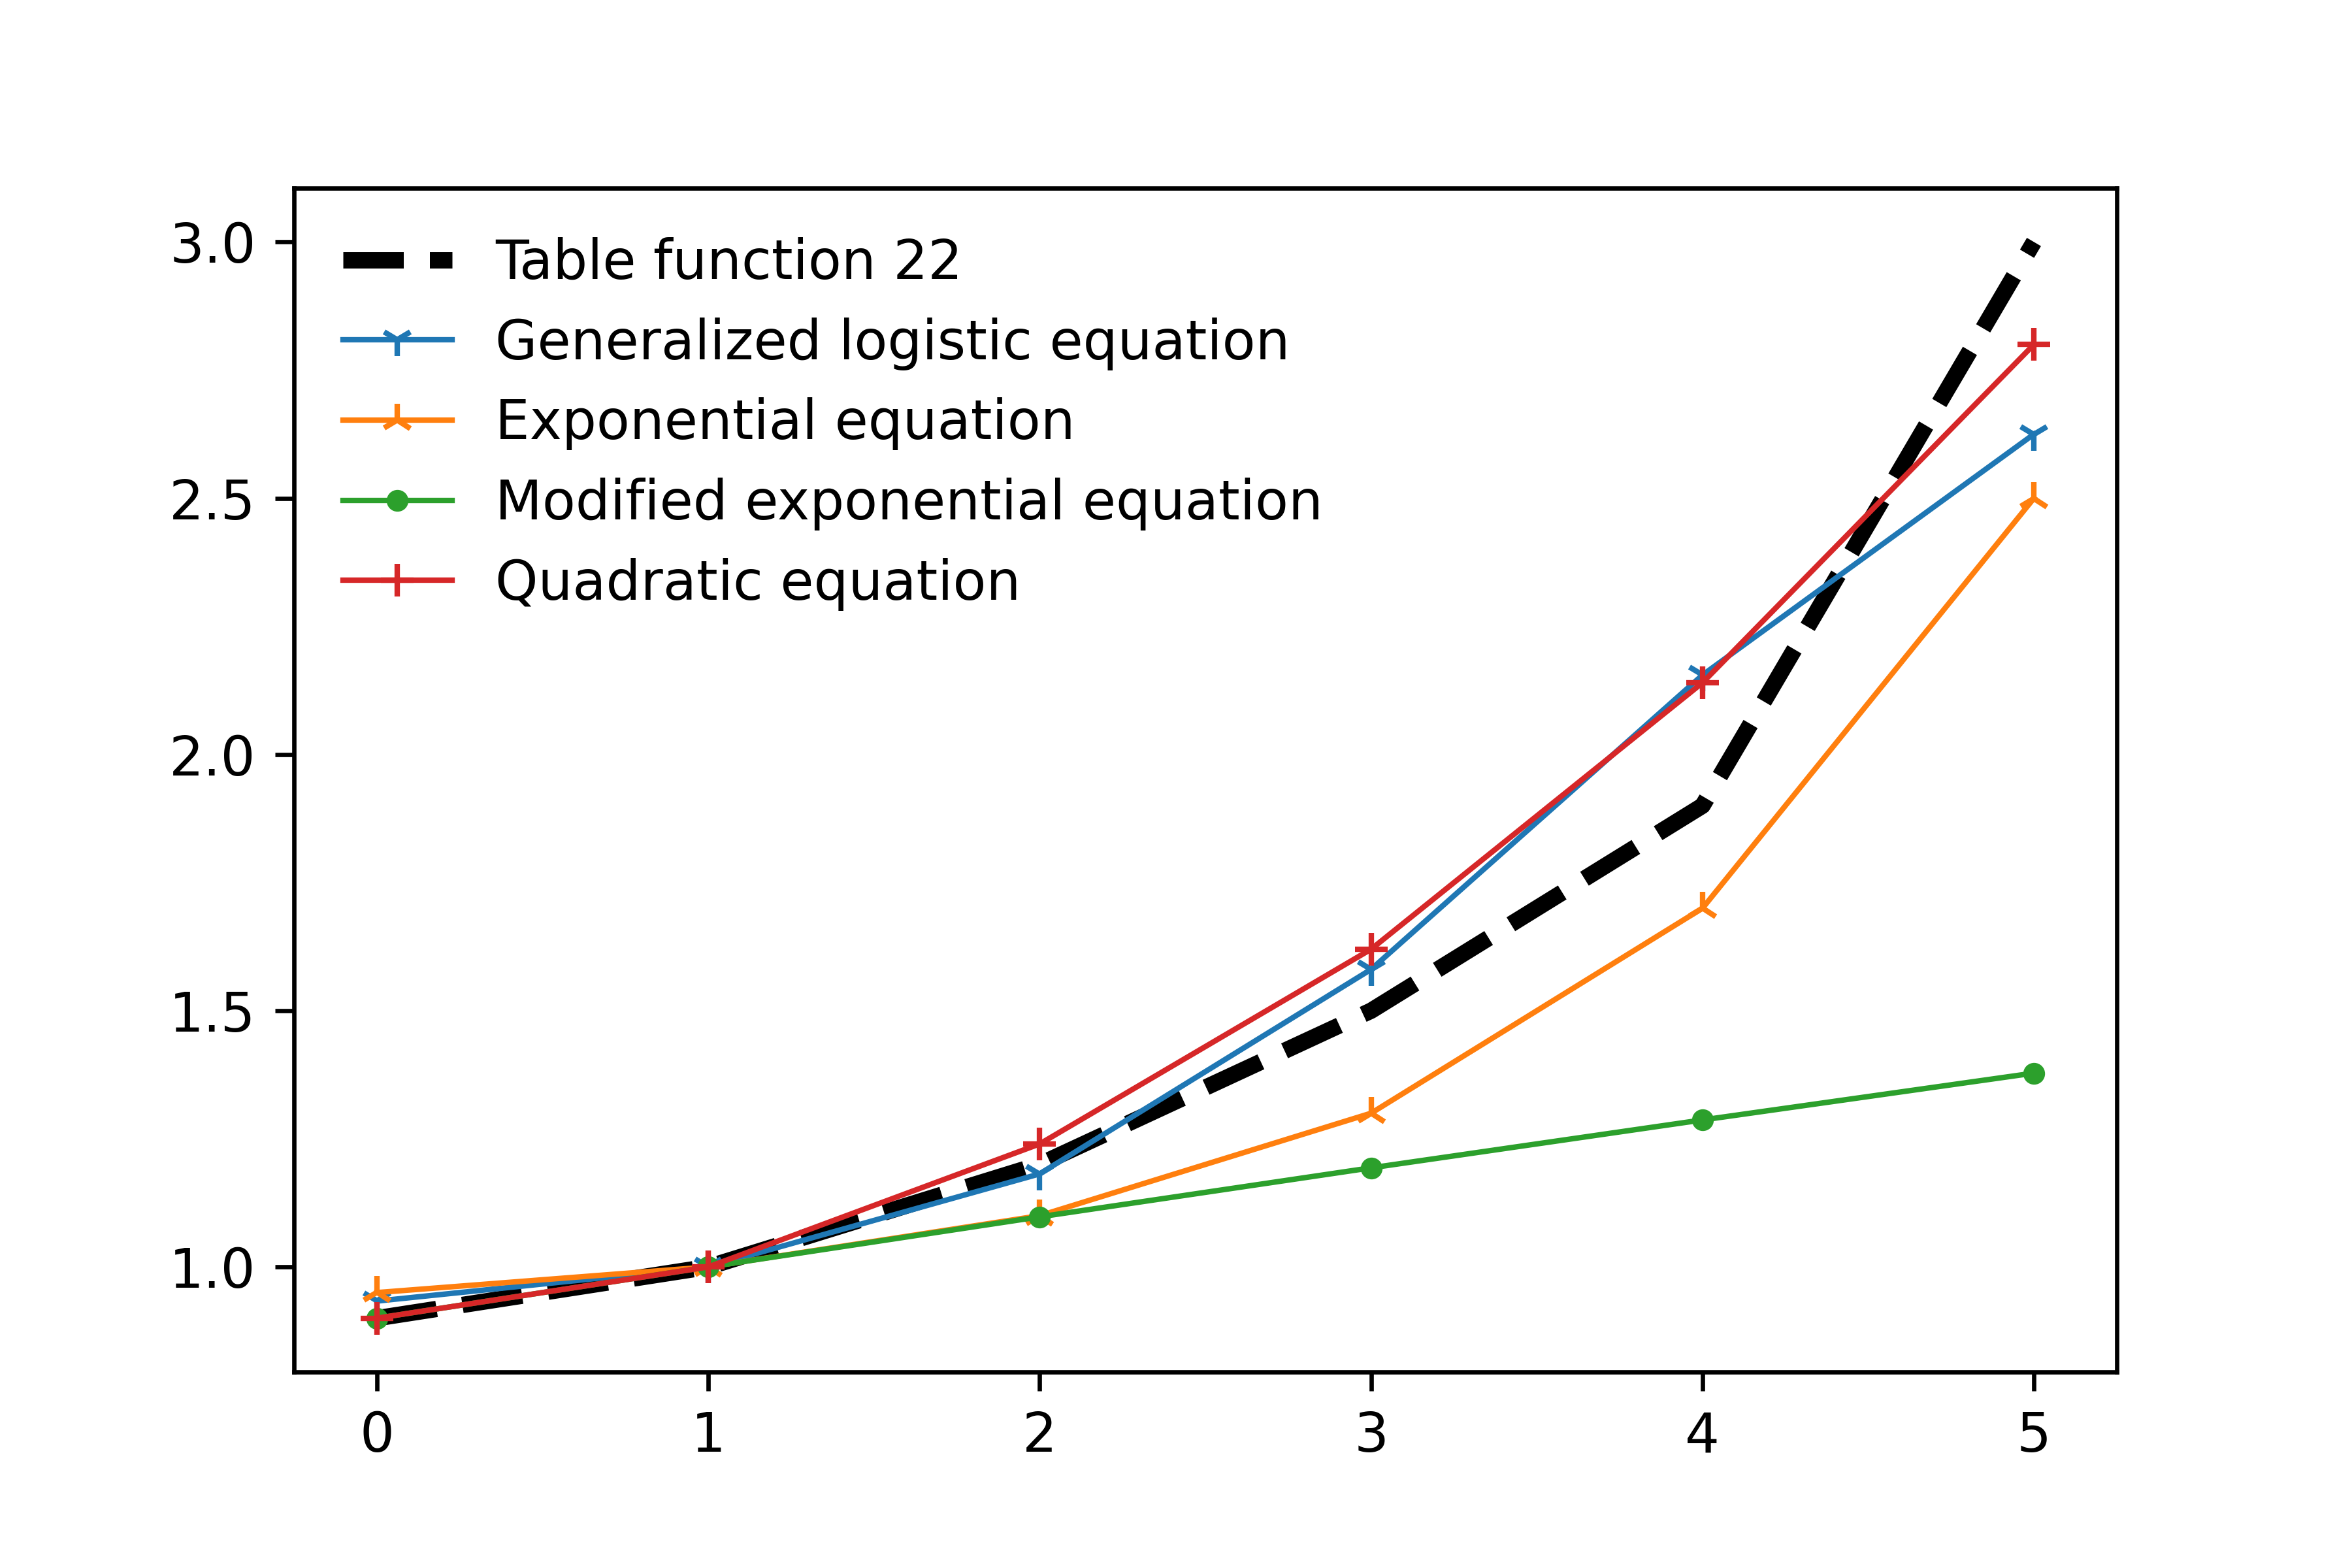 3.0
2.5
2.0
1.5
1.0
Table function 22
Generalized logistic equation
Exponential equation
Modified exponential equation
Quadratic equation
0 1 2 3 4 5